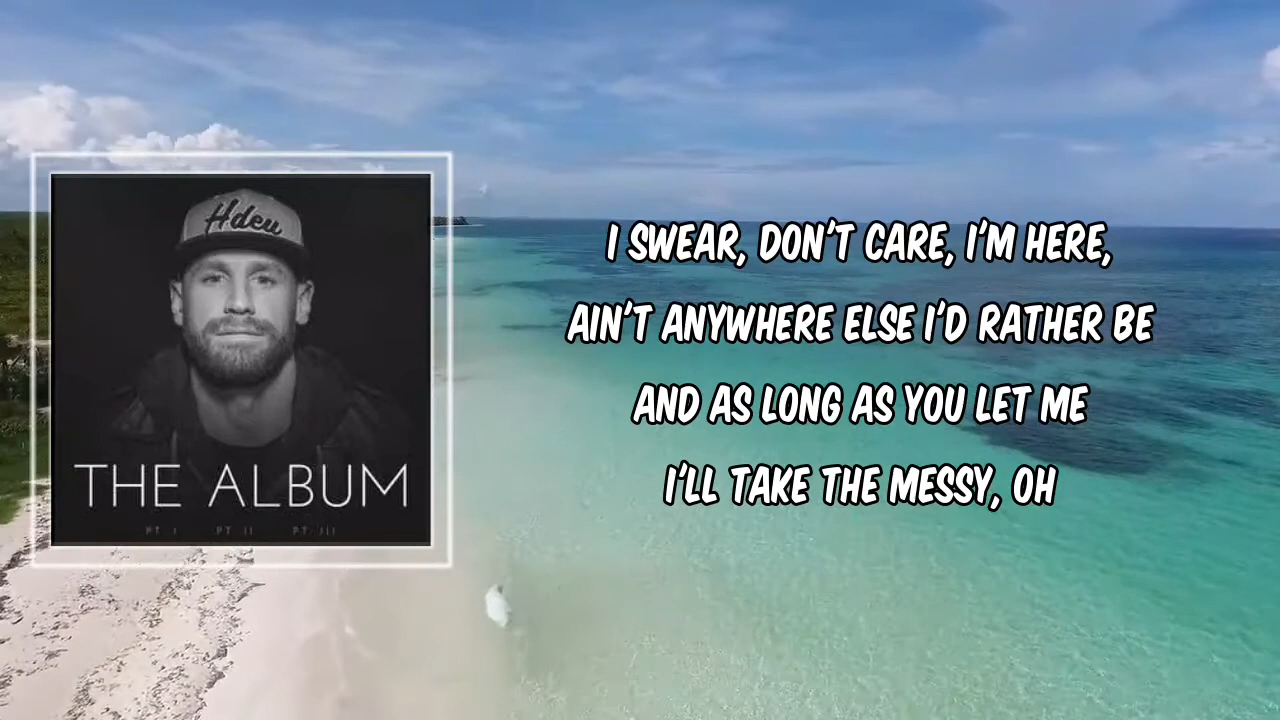 Hdeu
THE ALBUM
PT. I PT. II PT. III
I SWEAR, DON'T CARE, I'M HERE,
AIN'T ANYWHERE ELSE I'D RATHER BE
AND AS LONG AS YOU LET ME
I'LL TAKE THE MESSY, OH